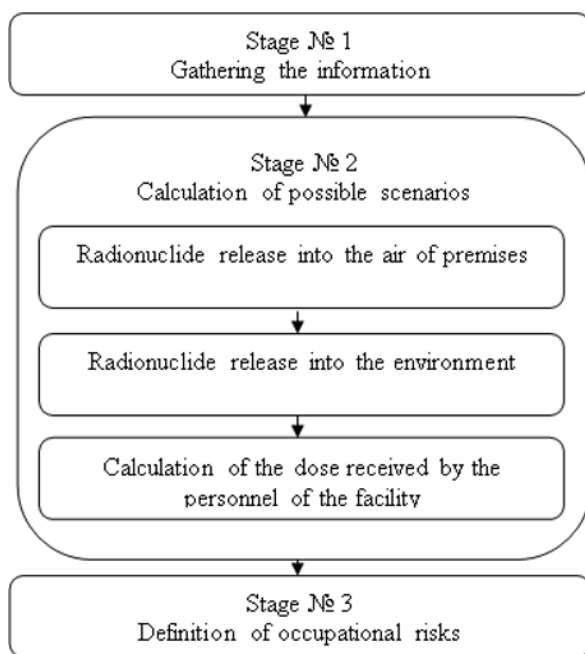 Stage № 1
Gathering the information
Stage № 2
Calculation of possible scenarios
Radionuclide release into the air of premises
Radionuclide release into the environment
Calculation of the dose received by the
personnel of the facility
Stage № 3
Definition of occupational risks